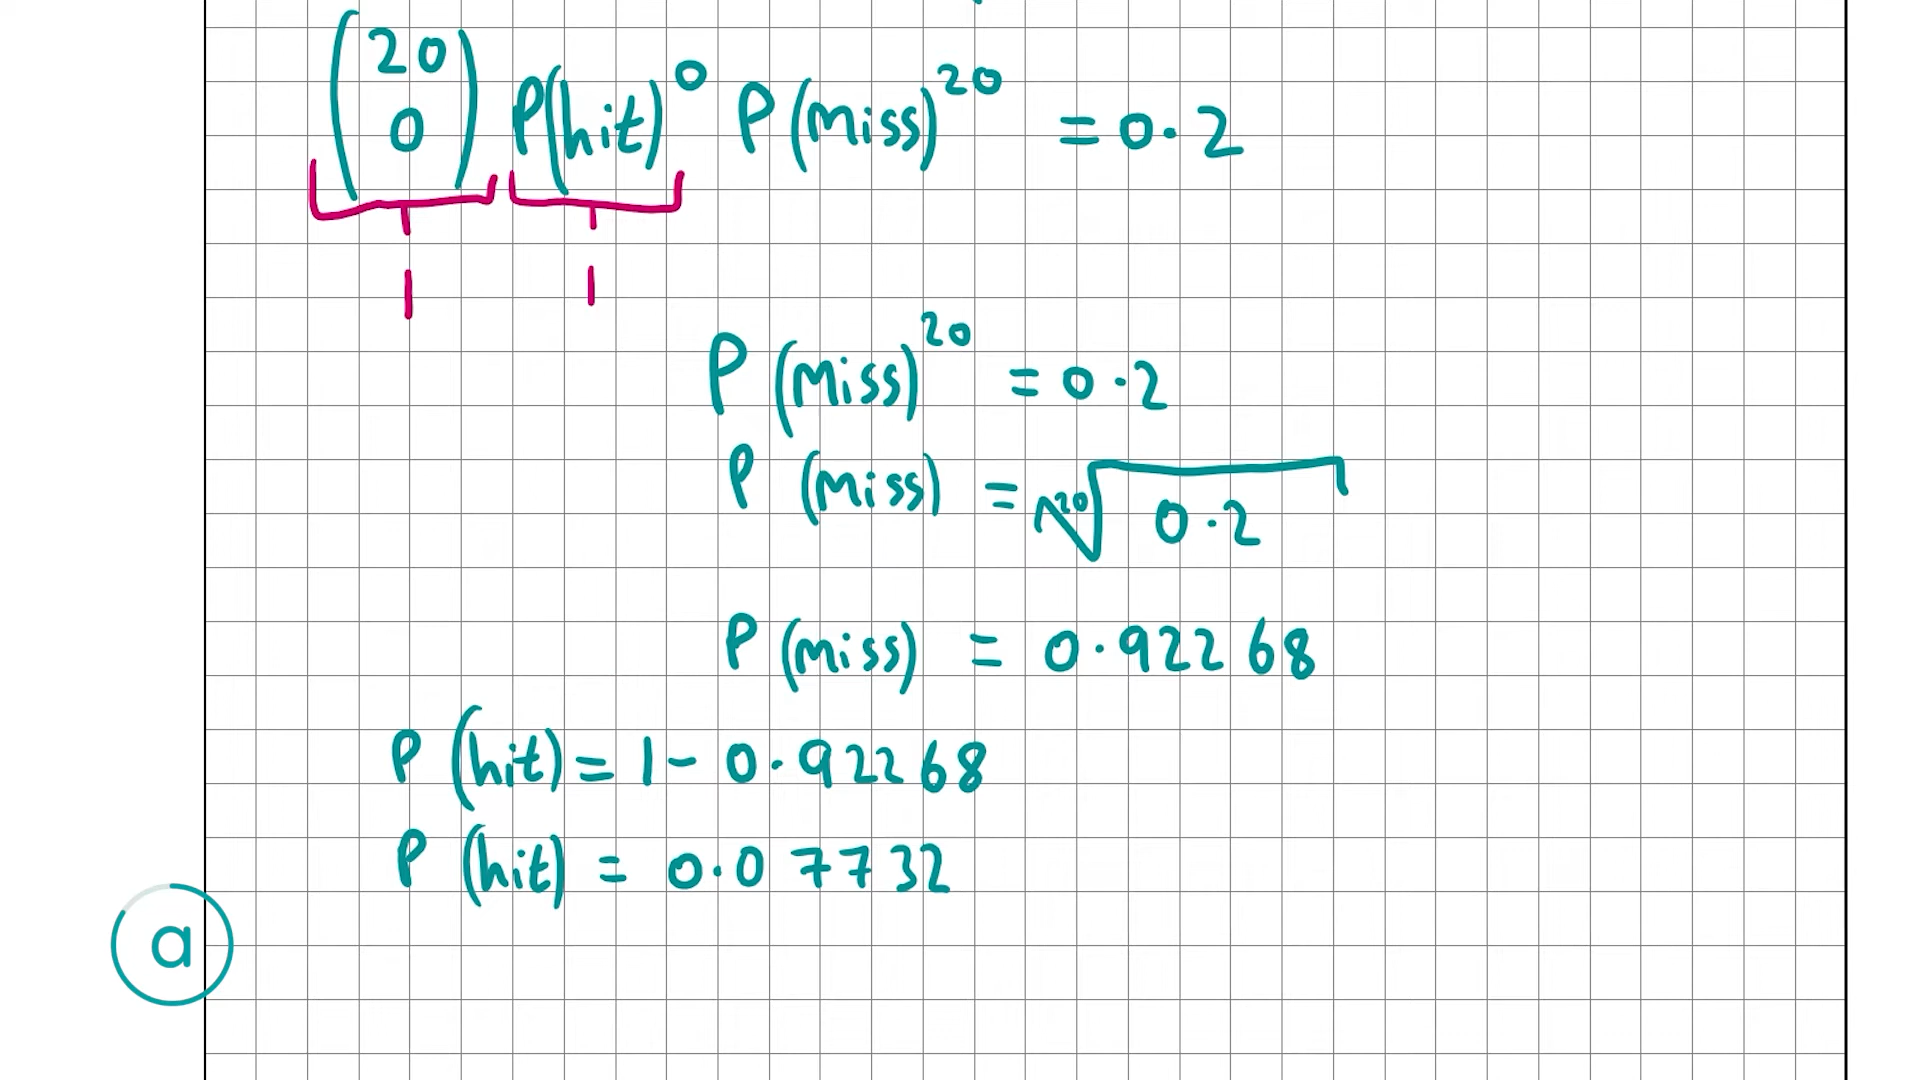 (20 0) P(hit)^0 P(miss)^20 = 0.2
1 1
P(miss)^20 = 0.2
P(miss) = ²⁰√0.2
P(miss) = 0.92268
P(hit) = 1 - 0.92268
P(hit) = 0.07732
a